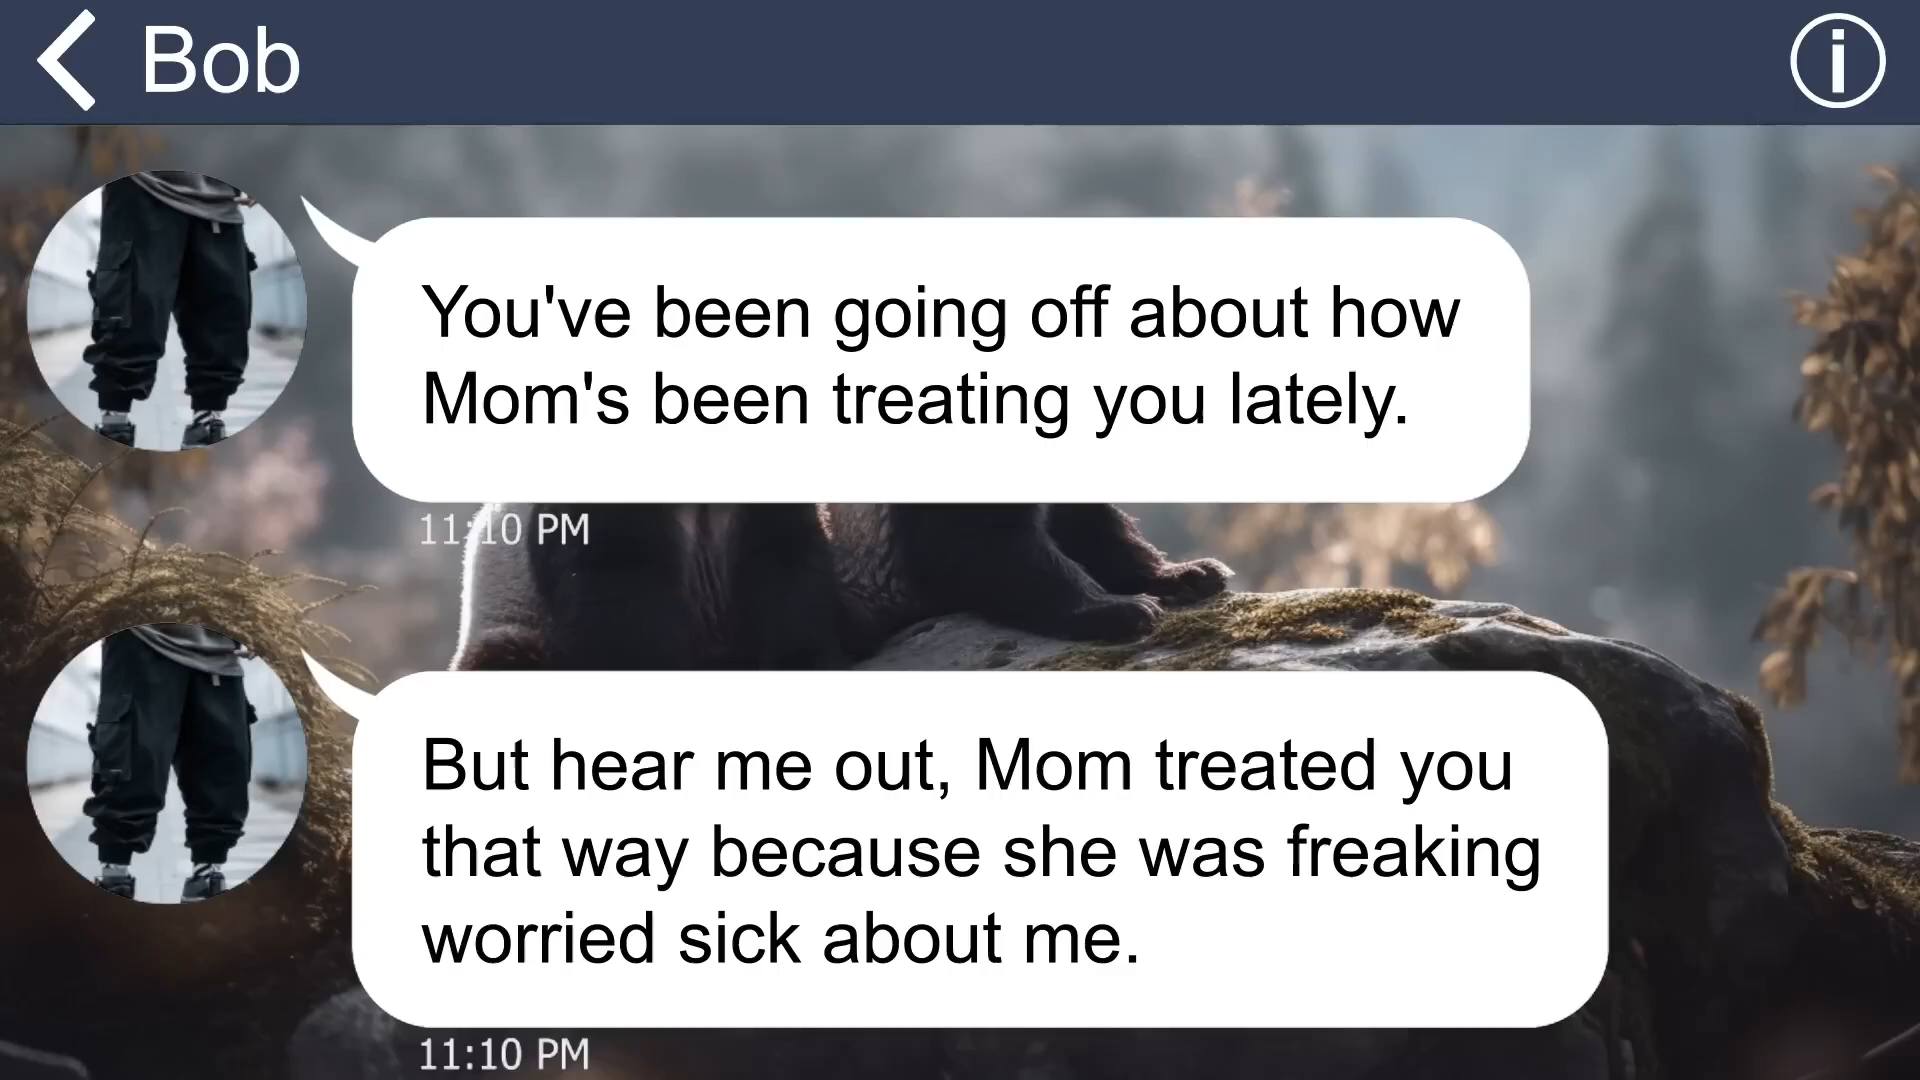 Bob
You've been going off about how
Mom's been treating you lately.
11:10 PM
But hear me out, Mom treated you
that way because she was freaking
worried sick about me.
11:10 PM